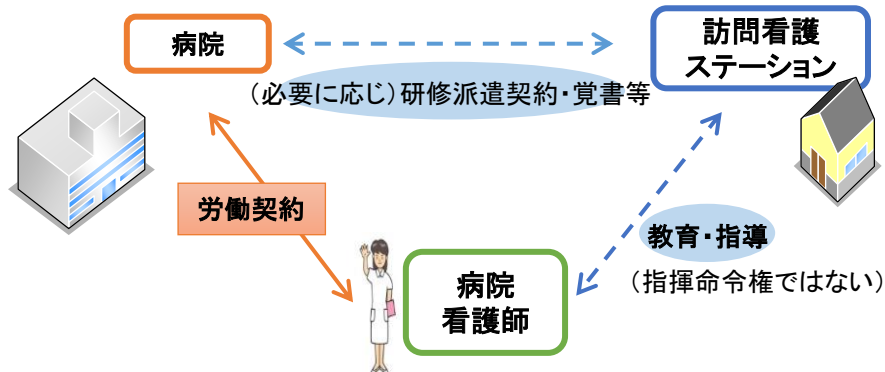 病院
訪問看護
ステーション
（必要に応じ）研修派遣契約・覚書等
労働契約
教育・指導
（指揮命令権ではない）
病院
看護師